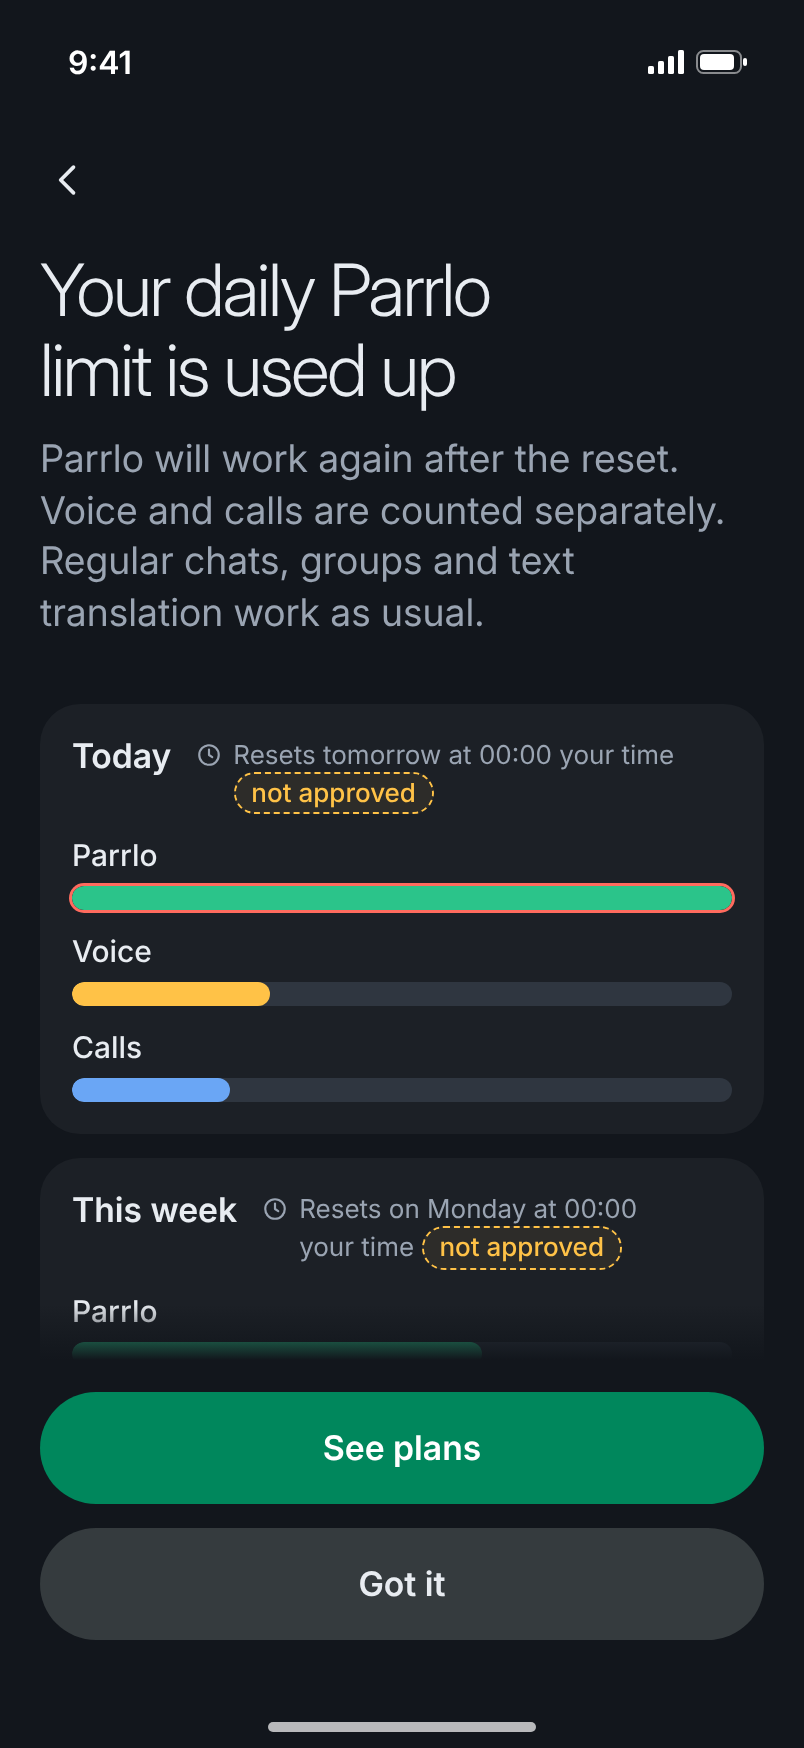 9:41
Your daily Parrlo
limit is used up
Parrlo will work again after the reset.
Voice and calls are counted separately.
Regular chats, groups and text
translation work as usual.
Today Resets tomorrow at 00:00 your time
not approved
Parrlo
Voice
Calls
This week Resets on Monday at 00:00
your time not approved
Parrlo
See plans
Got it